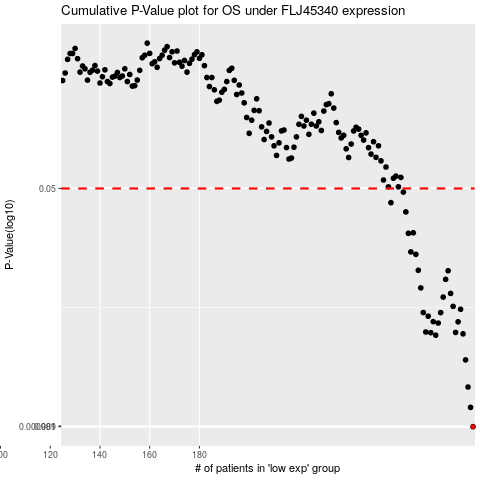 Cumulative P-Value plot for OS under FLJ45340 expression
P-Value(log10)
0.05
00
120
140
160
180
# of patients in 'low exp' group